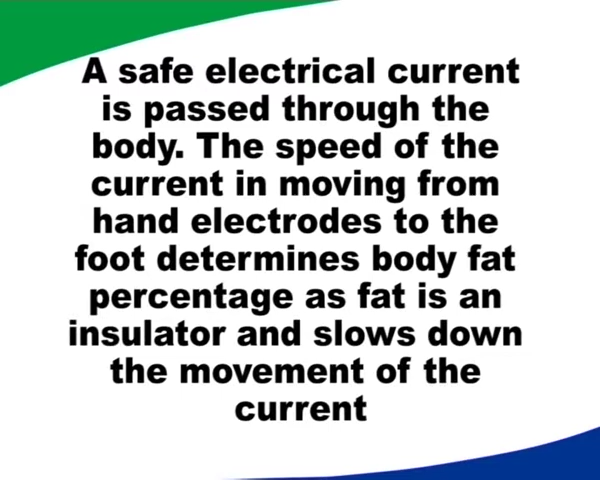 A safe electrical current
is passed through the
body. The speed of the
current in moving from
hand electrodes to the
foot determines body fat
percentage as fat is an
insulator and slows down
the movement of the
current